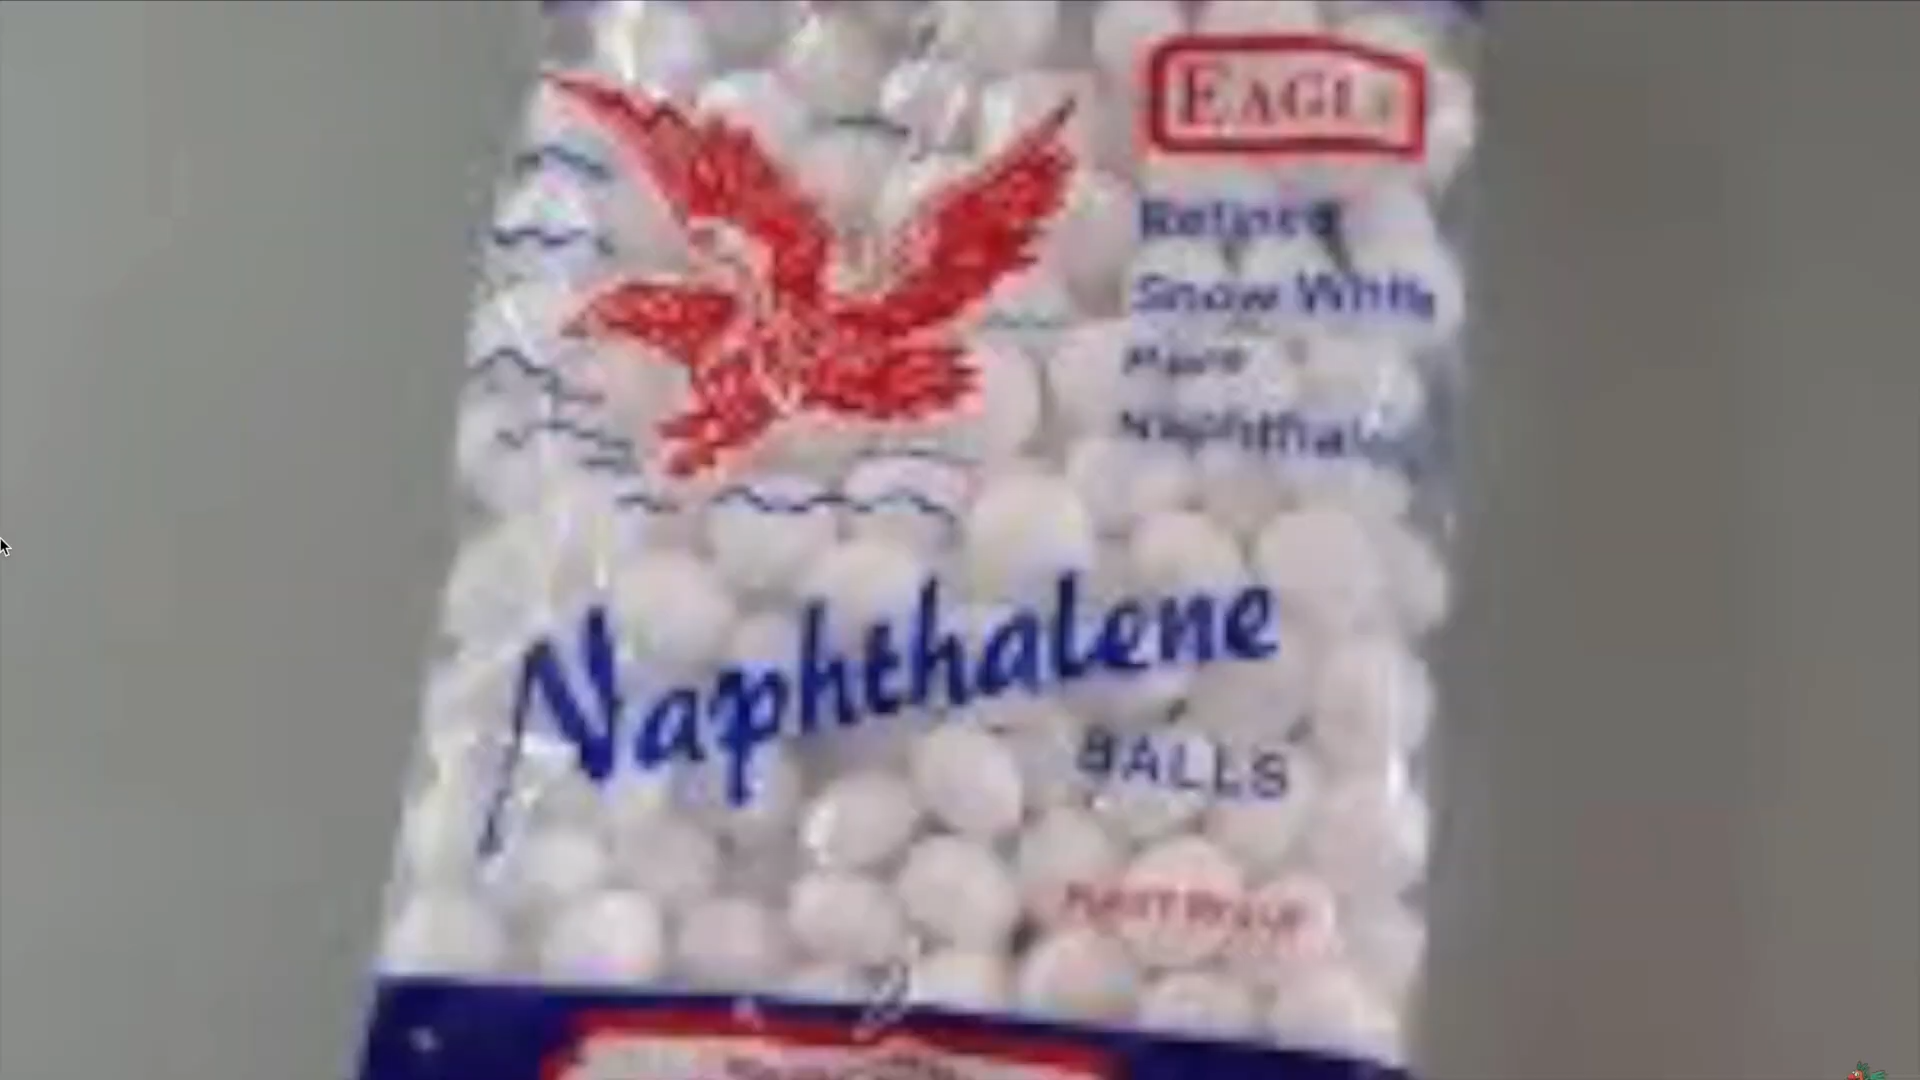 EAGLE
Refined
Snow White
Pure
Naphthalene
Naphthalene
BALLS